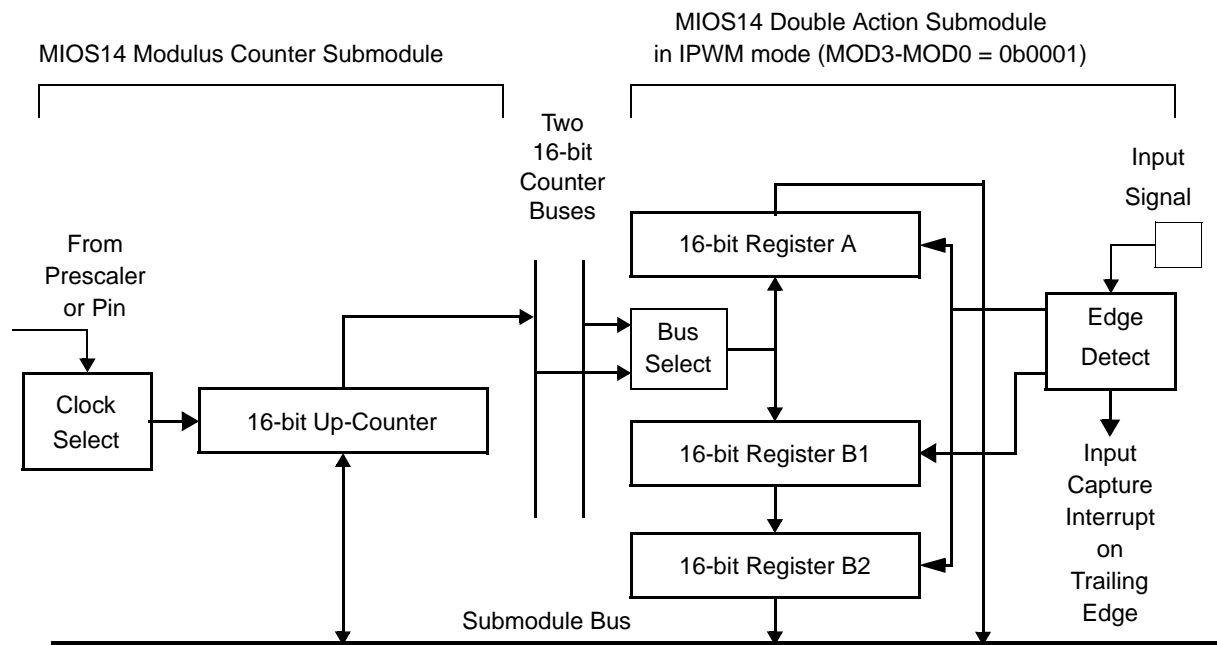 MIOS14 Modulus Counter Submodule
MIOS14 Double Action Submodule
in IPWM mode (MOD3-MOD0 = 0b0001)
Two
16-bit
Counter
Buses
Input
Signal
From
Prescaler
or Pin
16-bit Register A
Bus
Select
Edge
Detect
Clock
Select
16-bit Up-Counter
16-bit Register B1
Input
Capture
Interrupt
on
Trailing
Edge
16-bit Register B2
Submodule Bus